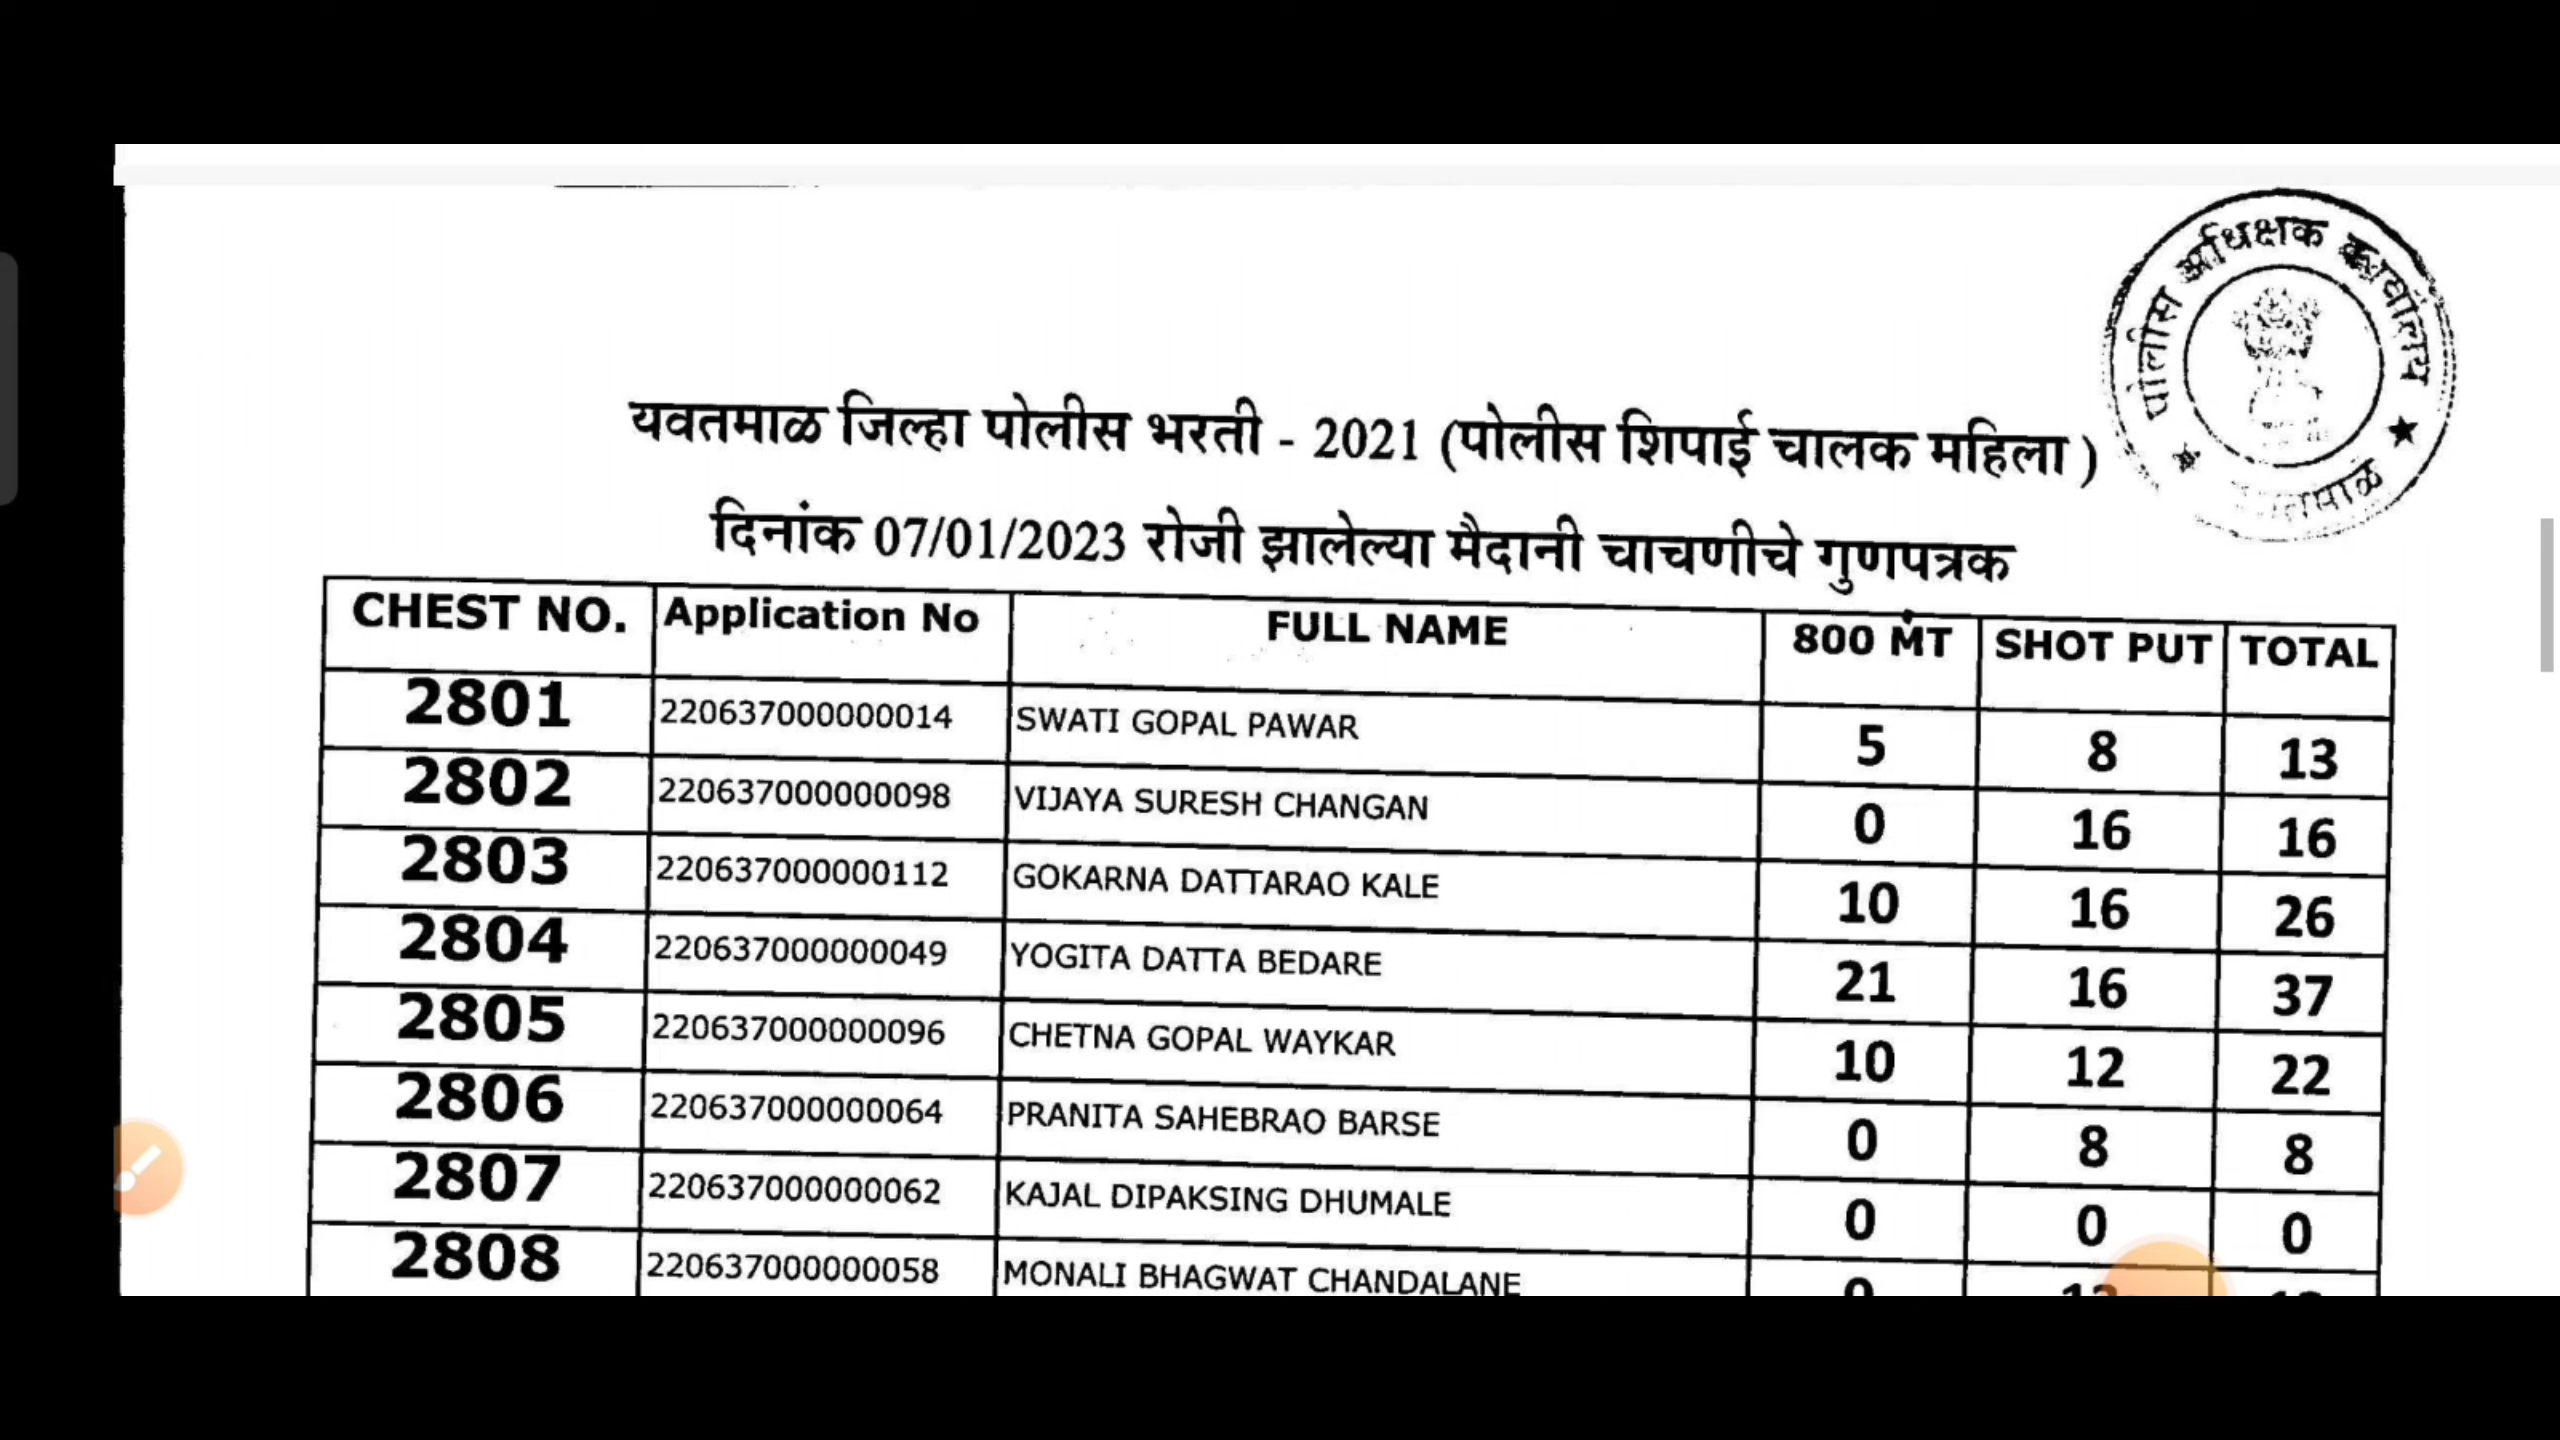 पोलीस अधिक्षक कार्यालय
यवतमाळ जिल्हा पोलीस भरती - 2021 (पोलीस शिपाई चालक महिला )
दिनांक 07/01/2023 रोजी झालेल्या मैदानी चाचणीचे गुणपत्रक
CHEST NO. Application No FULL NAME 800 MT SHOT PUT TOTAL
2801 220637000000014 SWATI GOPAL PAWAR 5 8 13
2802 220637000000098 VIJAYA SURESH CHANGAN 0 16 16
2803 220637000000112 GOKARNA DATTARAO KALE 10 16 26
2804 220637000000049 YOGITA DATTA BEDARE 21 16 37
2805 220637000000096 CHETNA GOPAL WAYKAR 10 12 22
2806 220637000000064 PRANITA SAHEBRAO BARSE 0 8 8
2807 220637000000062 KAJAL DIPAKSING DHUMALE 0 0 0
2808 220637000000058 MONALI BHAGWAT CHANDALANE